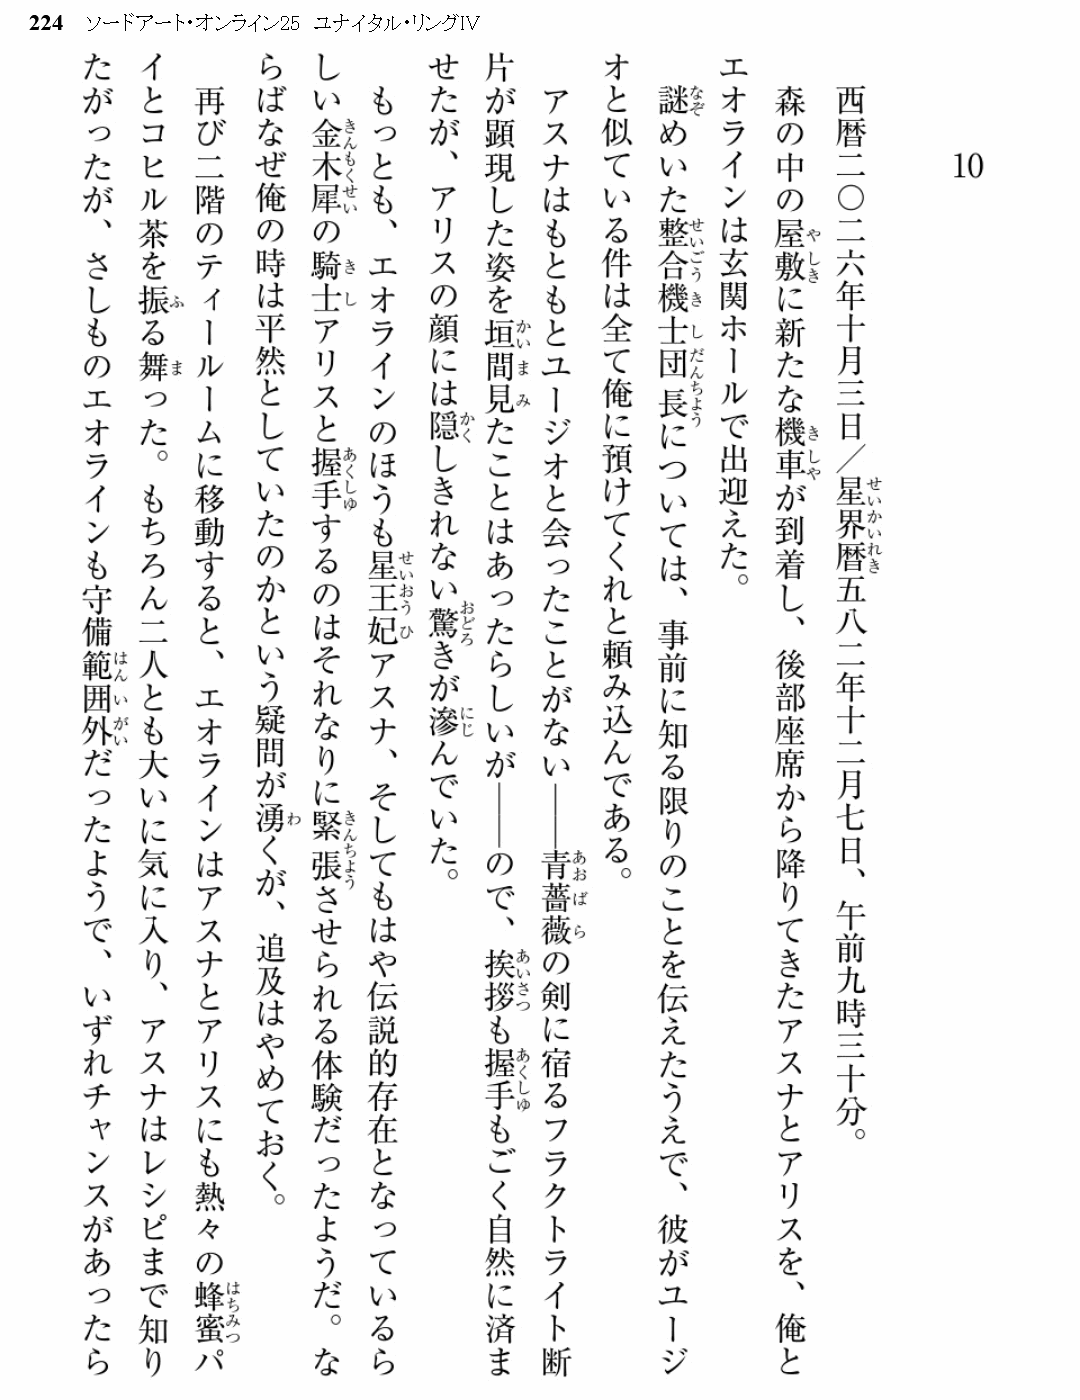 224 ソードアート・オンライン25 ユナイタル・リングⅣ
10
西暦二〇二六年十月三日／星界暦五八二年十二月七日、午前九時三十分。
森の中の屋敷に新たな機車が到着し、後部座席から降りてきたアスナとアリスを、俺と
エオラインは玄関ホールで出迎えた。
謎めいた整合機士団長については、事前に知る限りのことを伝えたうえで、彼がユージ
オと似ている件は全て俺に預けてくれと頼み込んである。
アスナはもともとユージオと会ったことがない――青薔薇の剣に宿るフラクトライト断
片が顕現した姿を垣間見たことはあったらしいが――ので、挨拶も握手もごく自然に済ま
せたが、アリスの顔には隠しきれない驚きが滲んでいた。
もっとも、エオラインのほうも星王妃アスナ、そしてもはや伝説的存在となっているら
しい金木犀の騎士アリスと握手するのはそれなりに緊張させられる体験だったようだ。な
らばなぜ俺の時は平然としていたのかという疑問が湧くが、追及はやめておく。
再び二階のティールームに移動すると、エオラインはアスナとアリスにも熱々の蜂蜜パ
イとコヒル茶を振る舞った。もちろん二人とも大いに気に入り、アスナはレシピまで知り
たがったが、さしものエオラインも守備範囲外だったようで、いずれチャンスがあったら